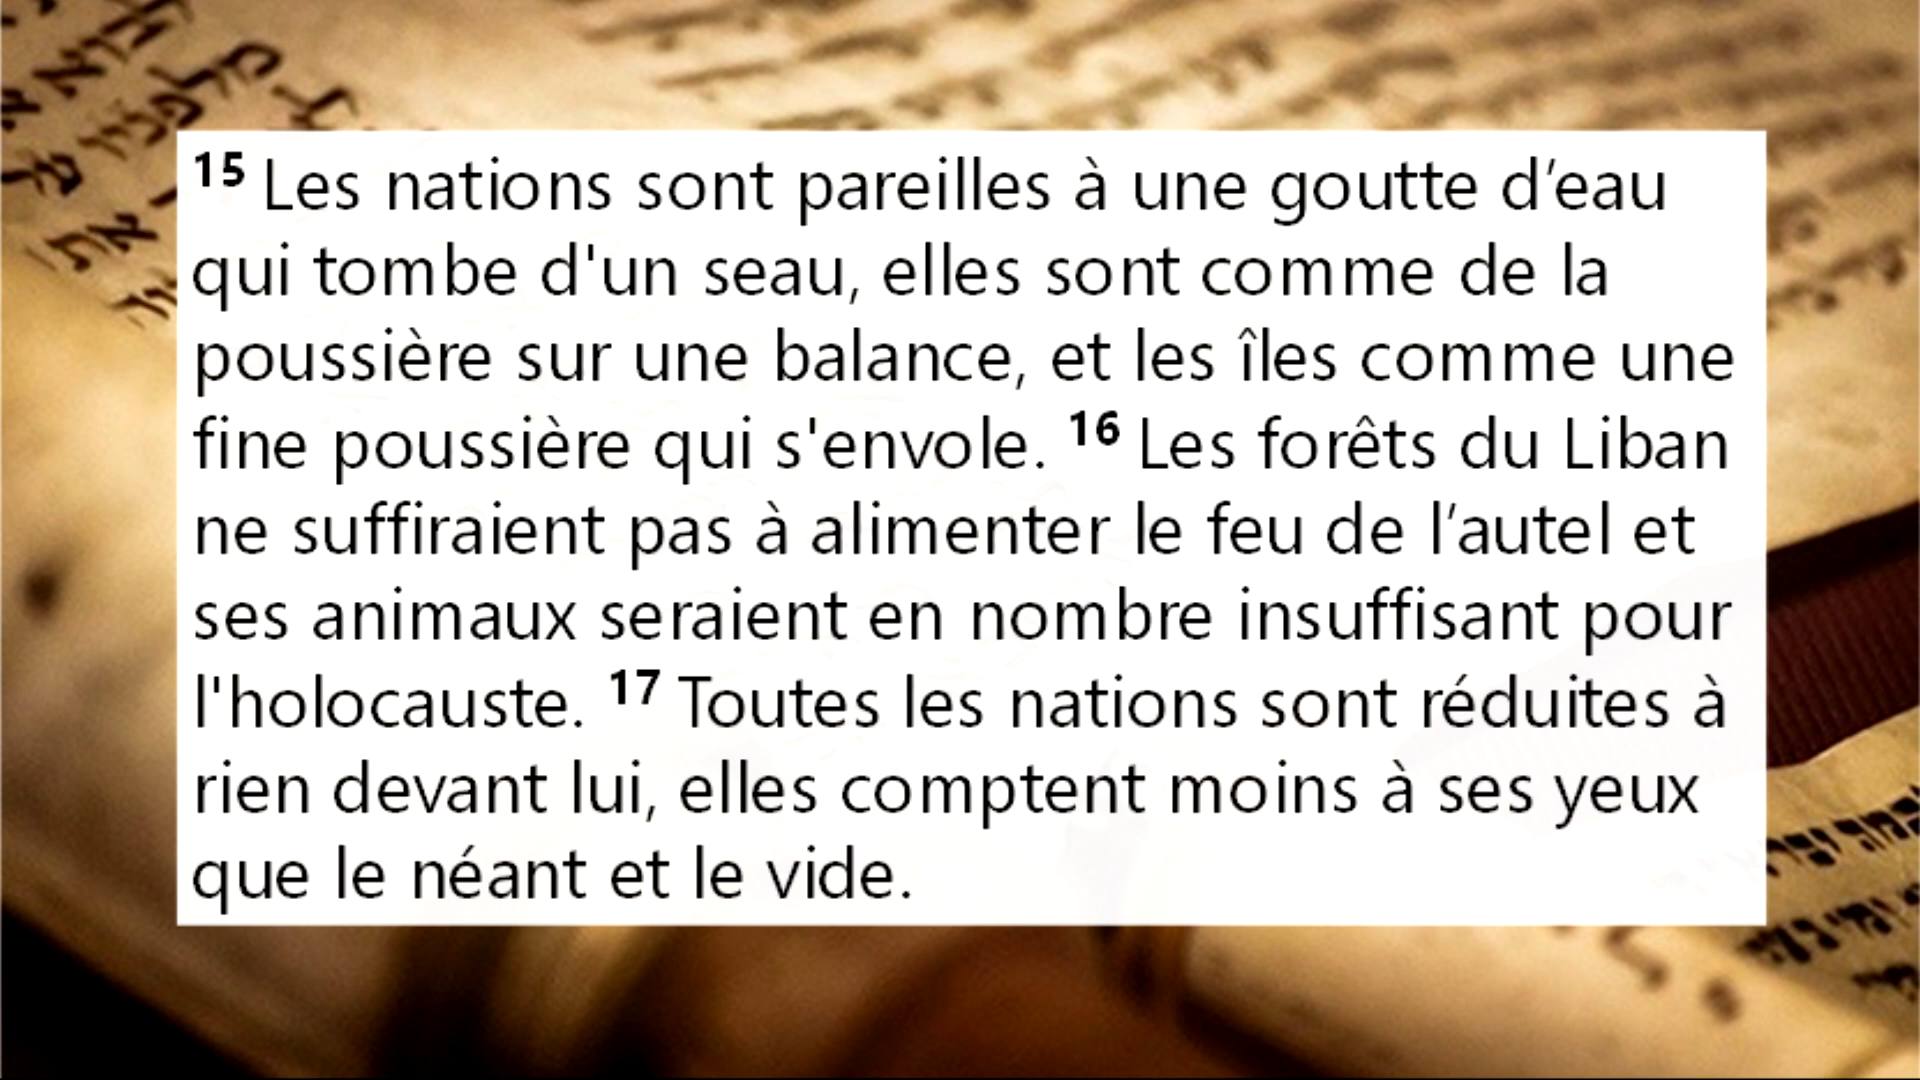 15 Les nations sont pareilles à une goutte d’eau
qui tombe d'un seau, elles sont comme de la
poussière sur une balance, et les îles comme une
fine poussière qui s'envole. 16 Les forêts du Liban
ne suffiraient pas à alimenter le feu de l’autel et
ses animaux seraient en nombre insuffisant pour
l'holocauste. 17 Toutes les nations sont réduites à
rien devant lui, elles comptent moins à ses yeux
que le néant et le vide.